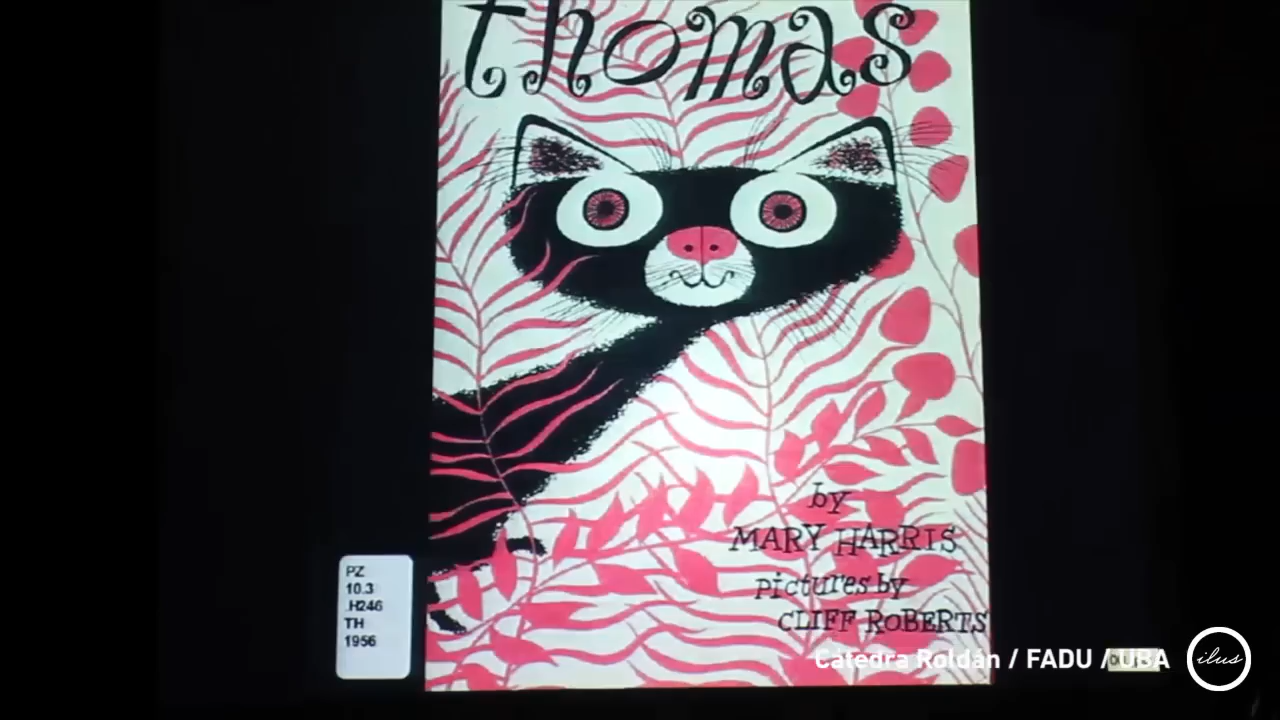 thomas
by
MARY HARRIS
pictures by
CLIFF ROBERTS
PZ
10.3
.H246
TH
1956
Cátedra Roldán / FADU / UBA
ilus